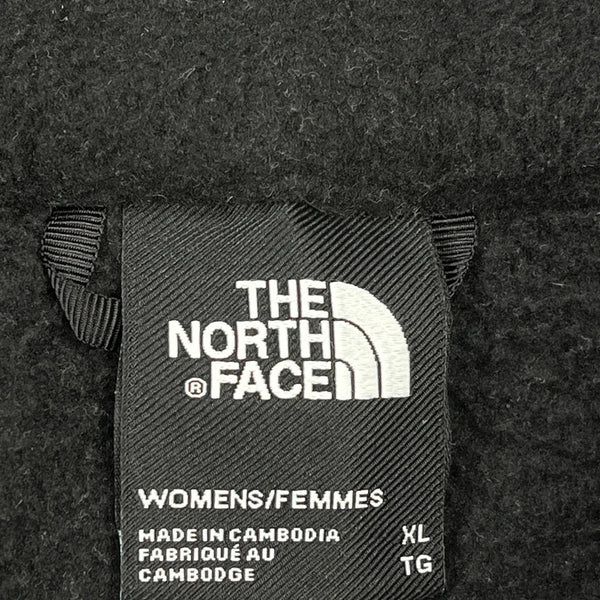 THE
NORTH
® FACE
WOMENS/FEMMES
MADE IN CAMBODIA XL
FABRIQUÉ AU TG
CAMBODGE